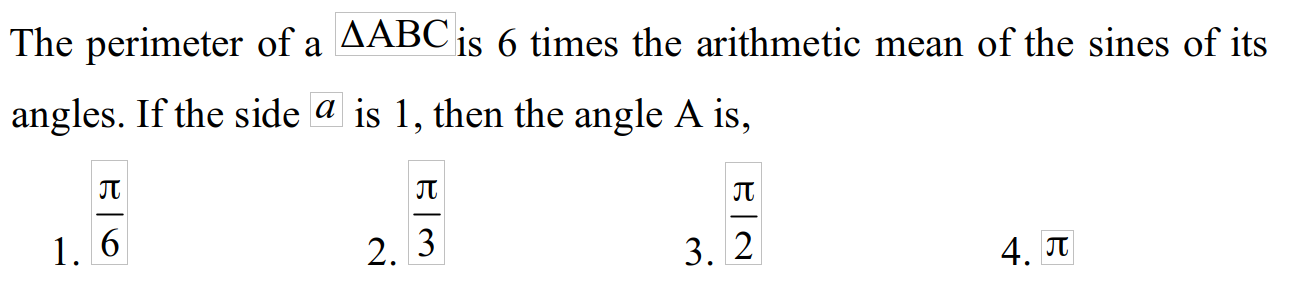 The perimeter of a ΔABC is 6 times the arithmetic mean of the sines of its
angles. If the side a is 1, then the angle A is,
1. π/6 2. π/3 3. π/2 4. π